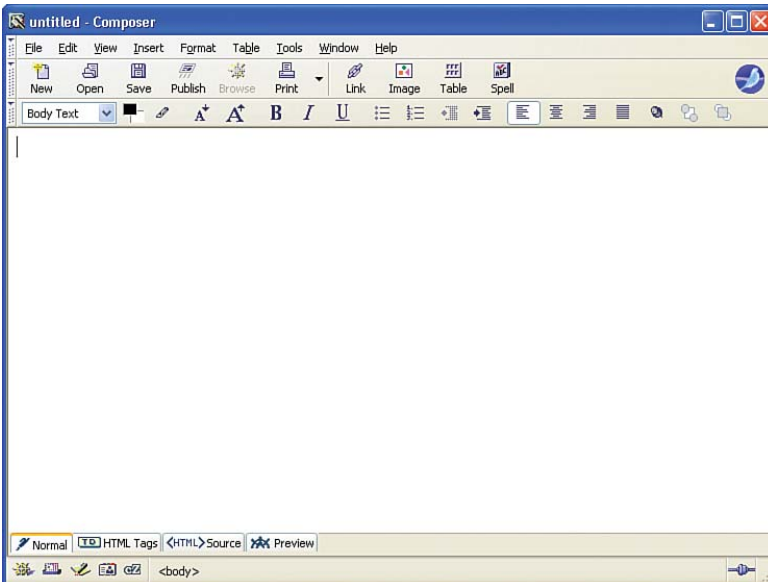 untitled - Composer
File Edit View Insert Format Table Tools Window Help
New Open Save Publish Browse Print Link Image Table Spell
Body Text B I U
Normal TD HTML Tags <HTML> Source Preview
<body>